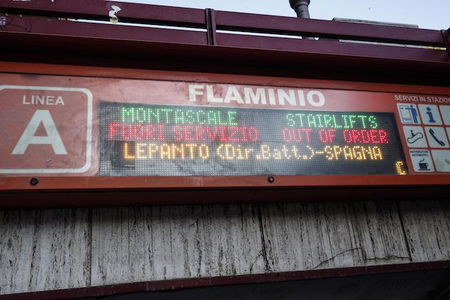 LINEA
A
FLAMINIO
MONTASCALE STAIRLIFTS
FUORI SERVIZIO OUT OF ORDER
LEPANTO (Dir.Batt.)-SPAGNA
C
SERVIZI IN STAZIONE